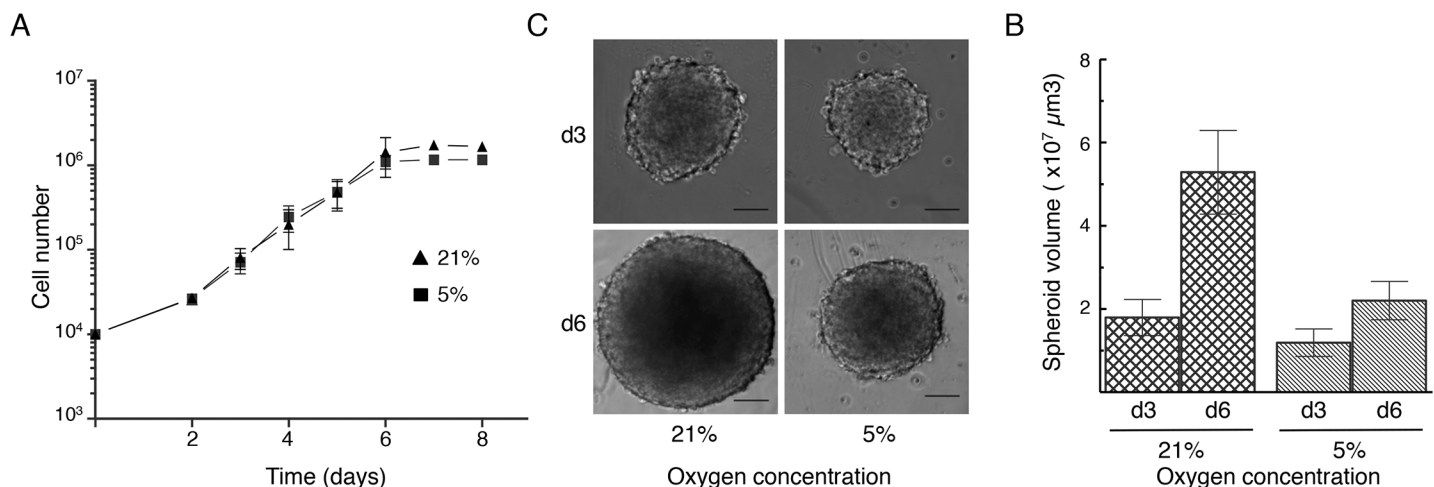 A
Cell number
10⁷
10⁶
10⁵
10⁴
10³
21%
5%
2 4 6 8
Time (days)
C
d3
d6
21% 5%
Oxygen concentration
B
Spheroid volume ( x10⁷ µm3)
8
6
4
2
d3 d6 d3 d6
21% 5%
Oxygen concentration